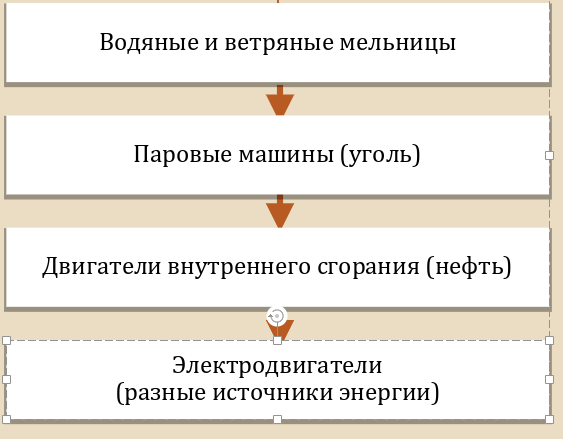 Водяные и ветряные мельницы
Паровые машины (уголь)
Двигатели внутреннего сгорания (нефть)
Электродвигатели
(разные источники энергии)